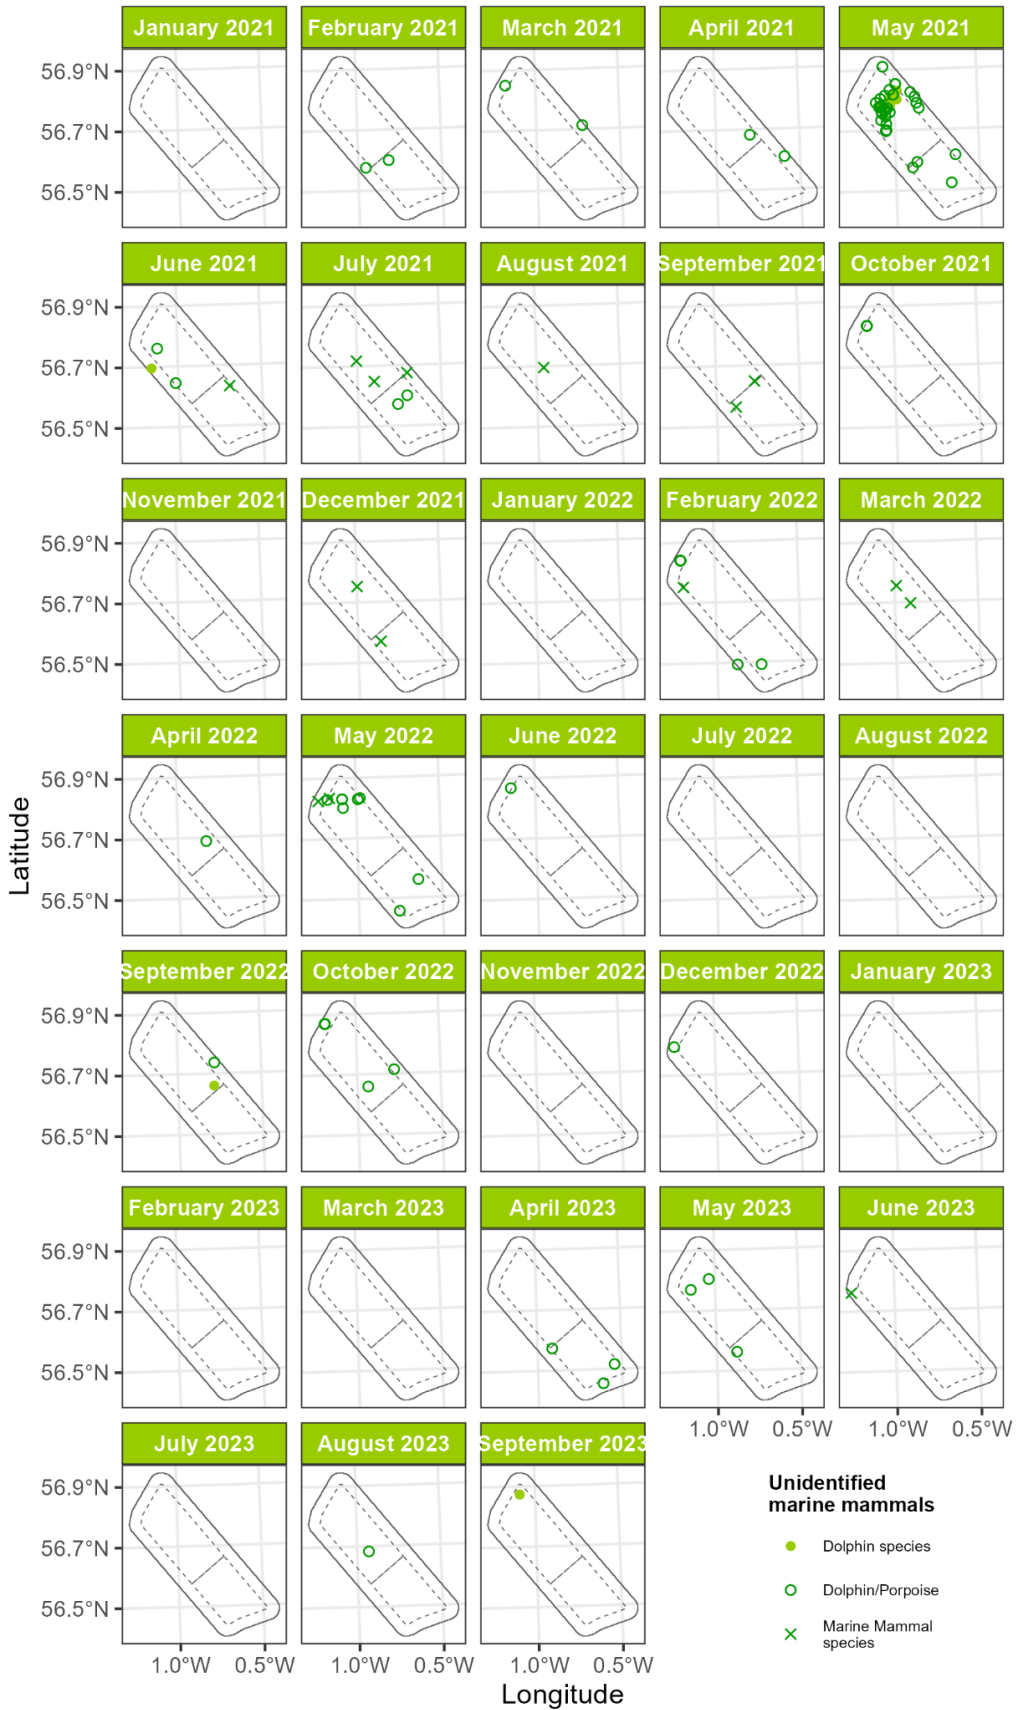 January 2021 February 2021 March 2021 April 2021 May 2021
56.9°N
56.7°N
56.5°N
June 2021 July 2021 August 2021 September 2021 October 2021
56.9°N
56.7°N
56.5°N
November 2021 December 2021 January 2022 February 2022 March 2022
56.9°N
56.7°N
56.5°N
April 2022 May 2022 June 2022 July 2022 August 2022
56.9°N
56.7°N
56.5°N
Latitude
September 2022 October 2022 November 2022 December 2022 January 2023
56.9°N
56.7°N
56.5°N
February 2023 March 2023 April 2023 May 2023 June 2023
56.9°N
56.7°N
56.5°N
1.0°W 0.5°W 1.0°W 0.5°W
July 2023 August 2023 September 2023
56.9°N
56.7°N
56.5°N
1.0°W 0.5°W 1.0°W 0.5°W 1.0°W 0.5°W
Longitude
Unidentified
marine mammals
Dolphin species
Dolphin/Porpoise
Marine Mammal
species